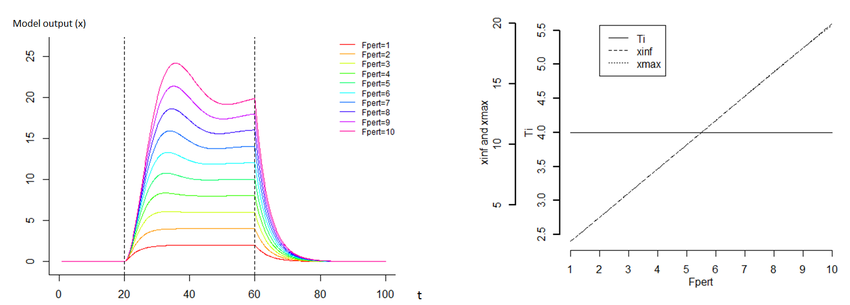 Model output (x)
25
20
15
10
5
0
0 20 40 60 80 100
t
Fpert=1
Fpert=2
Fpert=3
Fpert=4
Fpert=5
Fpert=6
Fpert=7
Fpert=8
Fpert=9
Fpert=10
xinf and xmax
20
15
10
5
Ti
5.5
5.0
4.5
4.0
3.5
3.0
2.5
Ti
xinf
xmax
1 2 3 4 5 6 7 8 9 10
Fpert